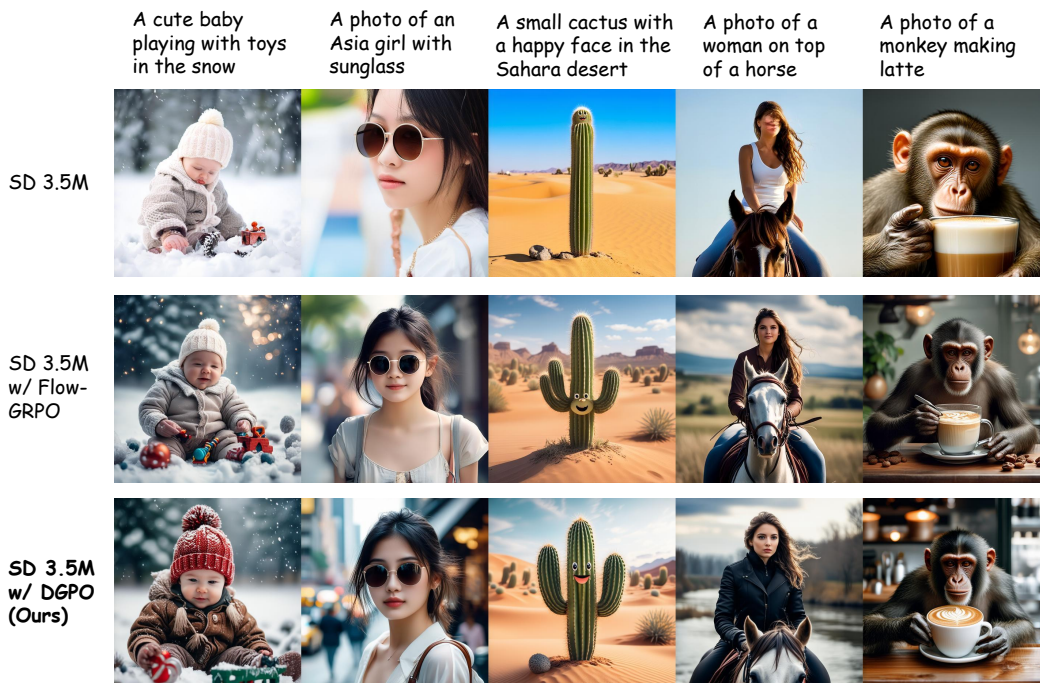 A cute baby
playing with toys
in the snow
A photo of an
Asia girl with
sunglass
A small cactus with
a happy face in the
Sahara desert
A photo of a
woman on top
of a horse
A photo of a
monkey making
latte
SD 3.5M
SD 3.5M
w/ Flow-
GRPO
SD 3.5M
w/ DGPO
(Ours)